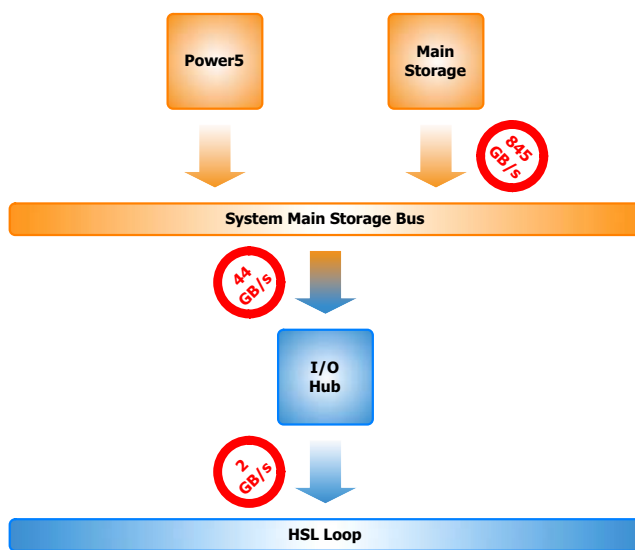 Power5
Main
Storage
845
GB/s
System Main Storage Bus
44
GB/s
I/O
Hub
2
GB/s
HSL Loop